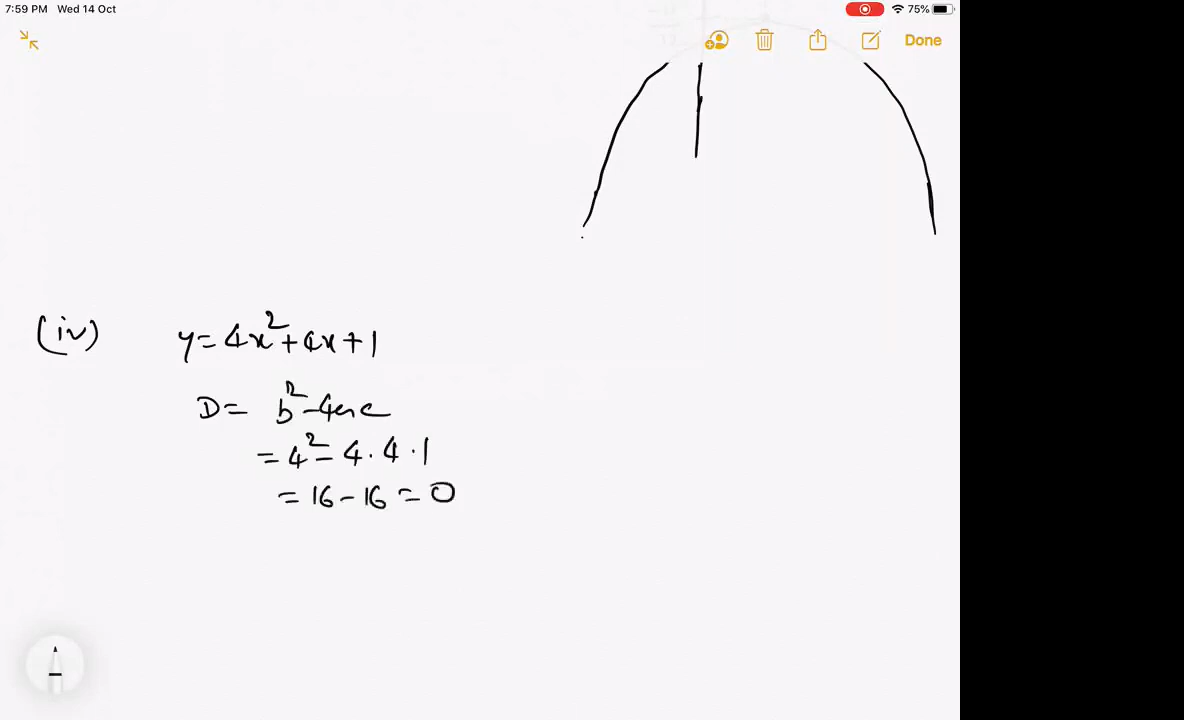 7:59 PM Wed 14 Oct 75%
Done
(iv) y = 4x² + 4x + 1
D = b² - 4ac
= 4² - 4 · 4 · 1
= 16 - 16 = 0